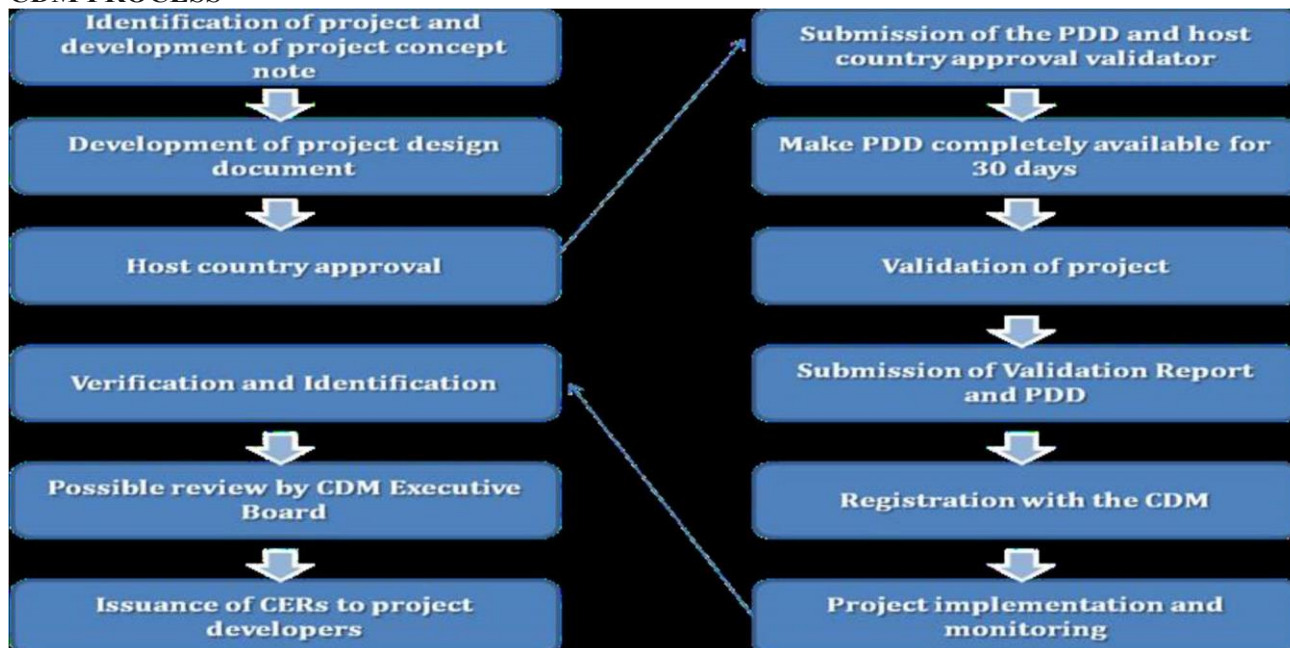 CDM PROCESS
Identification of project and
development of project concept
note
Development of project design
document
Host country approval
Submission of the PDD and host
country approval validator
Make PDD completely available for
30 days
Validation of project
Submission of Validation Report
and PDD
Registration with the CDM
Project implementation and
monitoring
Verification and Identification
Possible review by CDM Executive
Board
Issuance of CERs to project
developers